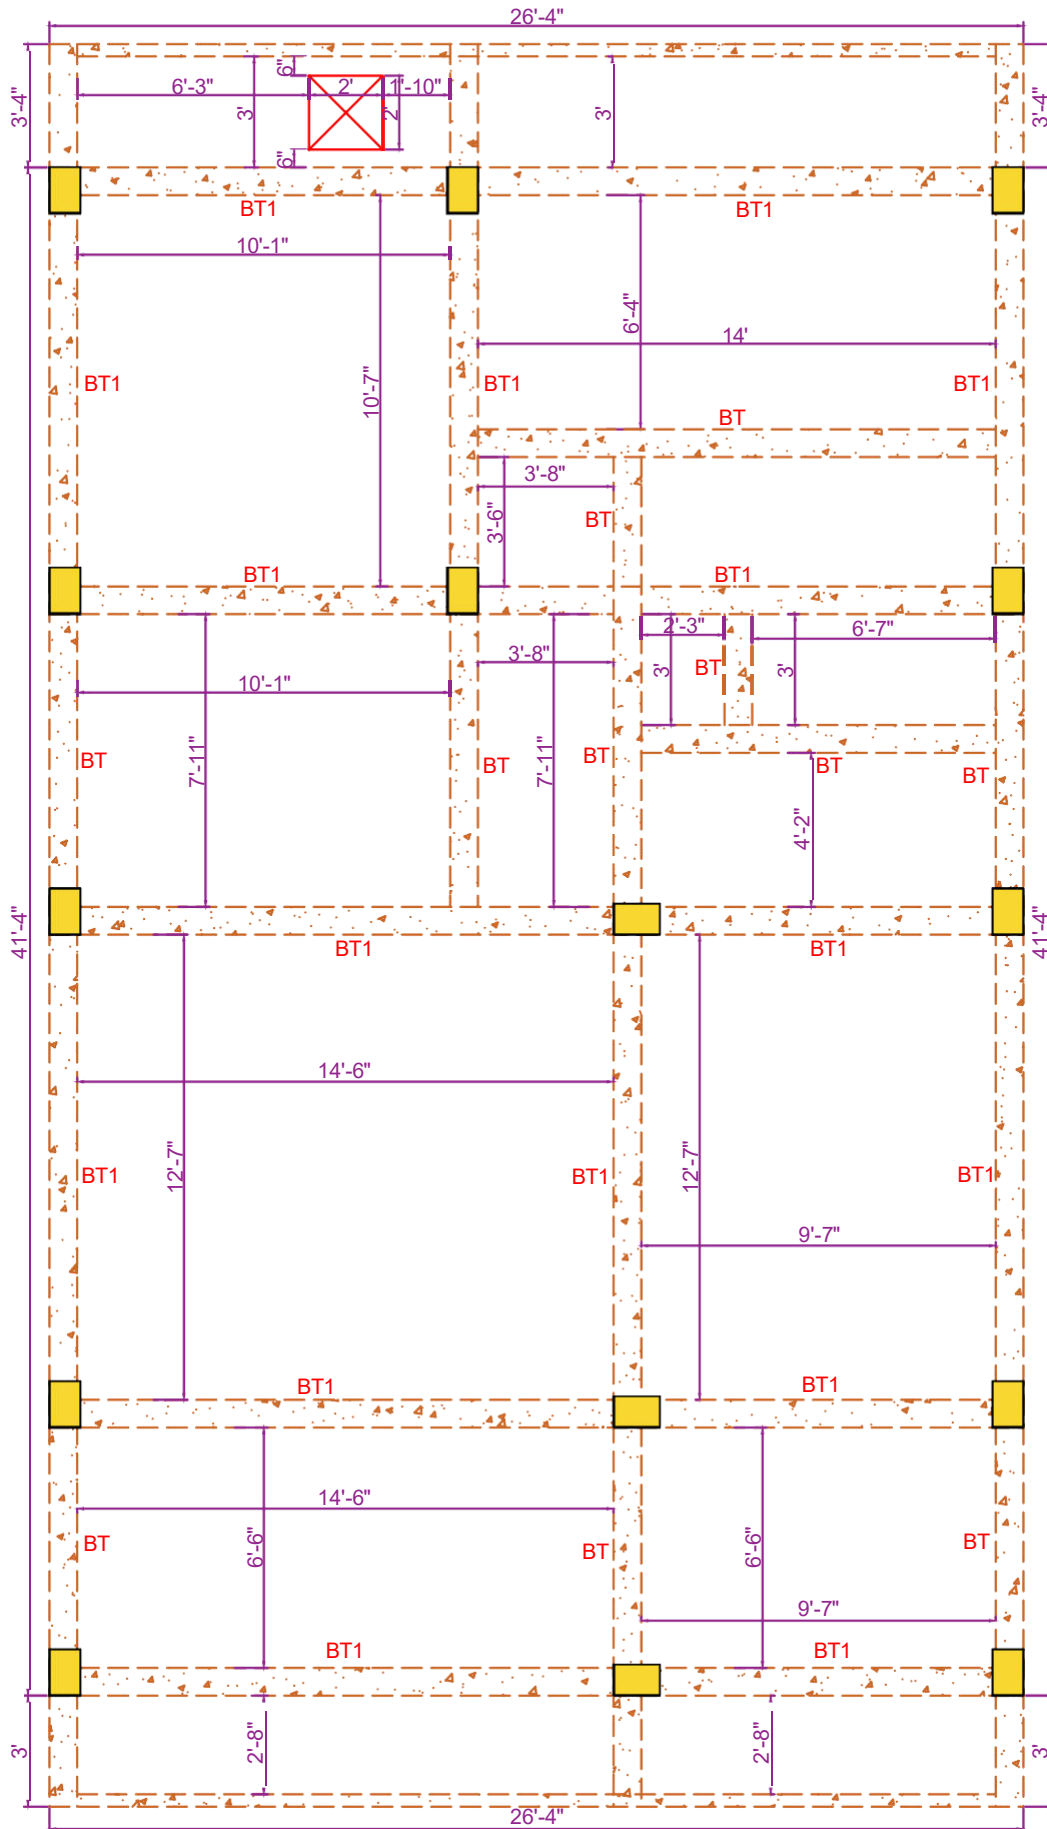 26'-4"
6"
6'-3"
2'
1'-10"
3'-4"
3'
2'
3'
3'-4"
6"
BT1
BT1
10'-1"
6'-4"
14'
BT1
10'-7"
BT1
BT1
BT
3'-8"
3'-6"
BT
BT1
BT1
2'-3"
6'-7"
3'-8"
3'
BT
3'
10'-1"
7'-11"
BT
BT
7'-11"
BT
BT
BT
4'-2"
41'-4"
BT1
BT1
41'-4"
14'-6"
12'-7"
12'-7"
BT1
BT1
BT1
9'-7"
BT1
BT1
14'-6"
BT
6'-6"
BT
6'-6"
BT
9'-7"
BT1
BT1
3'
2'-8"
2'-8"
3'
26'-4"